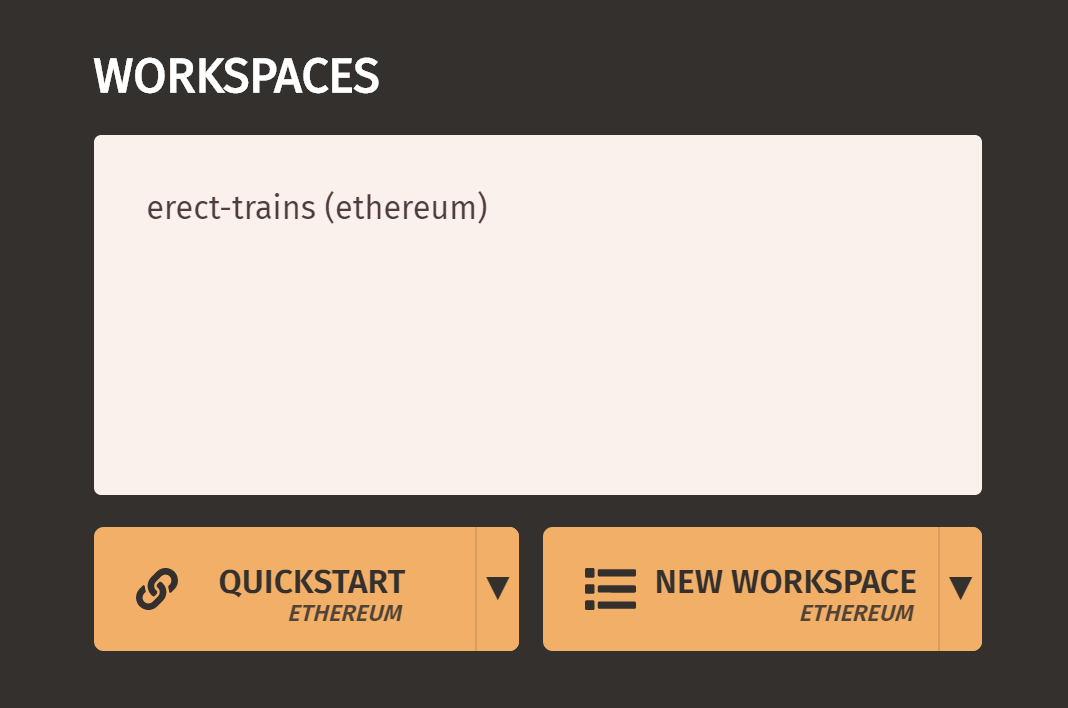 WORKSPACES
erect-trains (ethereum)
QUICKSTART
ETHEREUM
NEW WORKSPACE
ETHEREUM